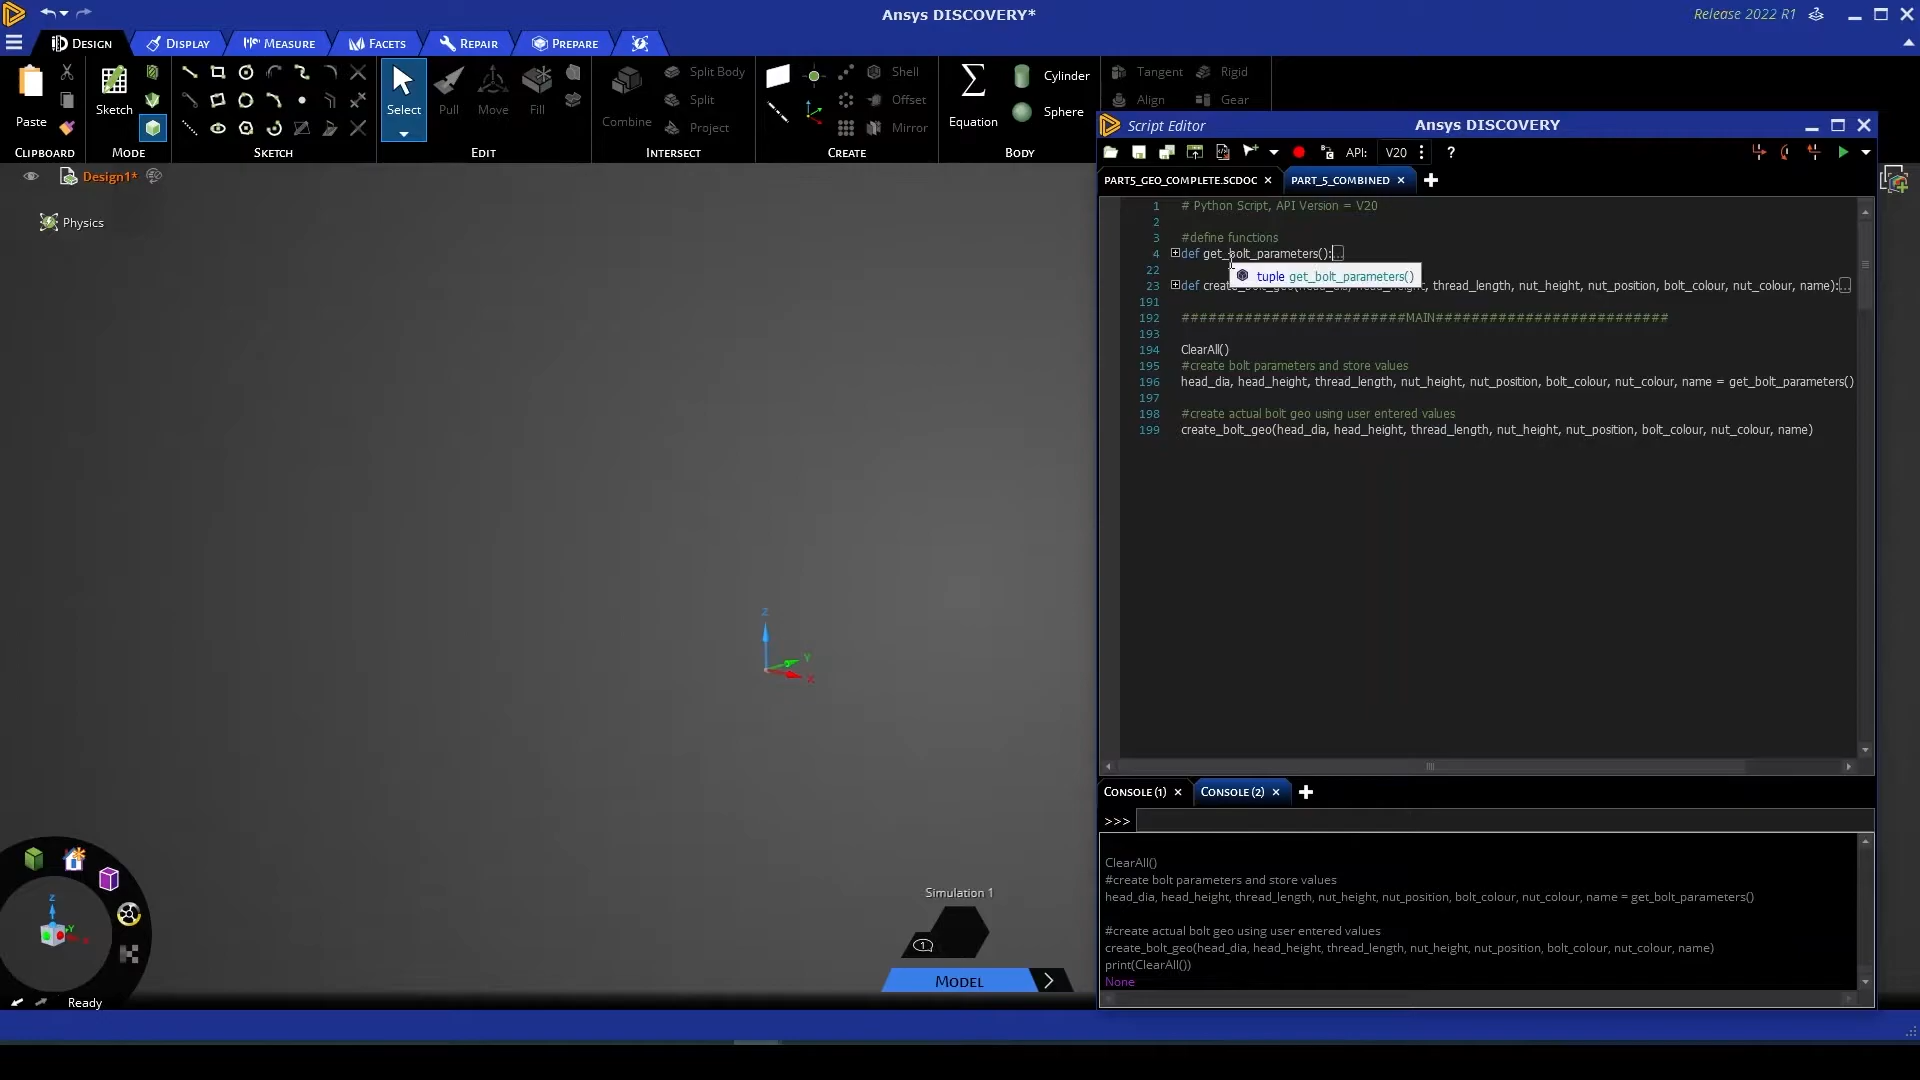 Ansys DISCOVERY*
Release 2022 R1
DESIGN
DISPLAY
MEASURE
FACETS
REPAIR
PREPARE
Paste
CLIPBOARD
Sketch
MODE
SKETCH
Select
Pull
Move
Fill
EDIT
Combine
Split Body
Split
Project
INTERSECT
Shell
Offset
Mirror
CREATE
Equation
Cylinder
Sphere
BODY
Tangent
Rigid
Align
Gear
Design1*
Physics
Script Editor
Ansys DISCOVERY
API:
V20
?
PART5_GEO_COMPLETE.SCDOC
PART_5_COMBINED
1 # Python Script, API Version = V20
2
3 #define functions
4 def get_bolt_parameters():...
22
tuple get_bolt_parameters()
23 def create_bolt_geo(head_dia, head_height, thread_length, nut_height, nut_position, bolt_colour, nut_colour, name):...
191
192 #########################MAIN##########################
193
194 ClearAll()
195 #create bolt parameters and store values
196 head_dia, head_height, thread_length, nut_height, nut_position, bolt_colour, nut_colour, name = get_bolt_parameters()
197
198 #create actual bolt geo using user entered values
199 create_bolt_geo(head_dia, head_height, thread_length, nut_height, nut_position, bolt_colour, nut_colour, name)
Z
Y
X
CONSOLE (1)
CONSOLE (2)
>>>
ClearAll()
#create bolt parameters and store values
head_dia, head_height, thread_length, nut_height, nut_position, bolt_colour, nut_colour, name = get_bolt_parameters()
#create actual bolt geo using user entered values
create_bolt_geo(head_dia, head_height, thread_length, nut_height, nut_position, bolt_colour, nut_colour, name)
print(ClearAll())
None
Simulation 1
1
MODEL
Z
Y
Ready